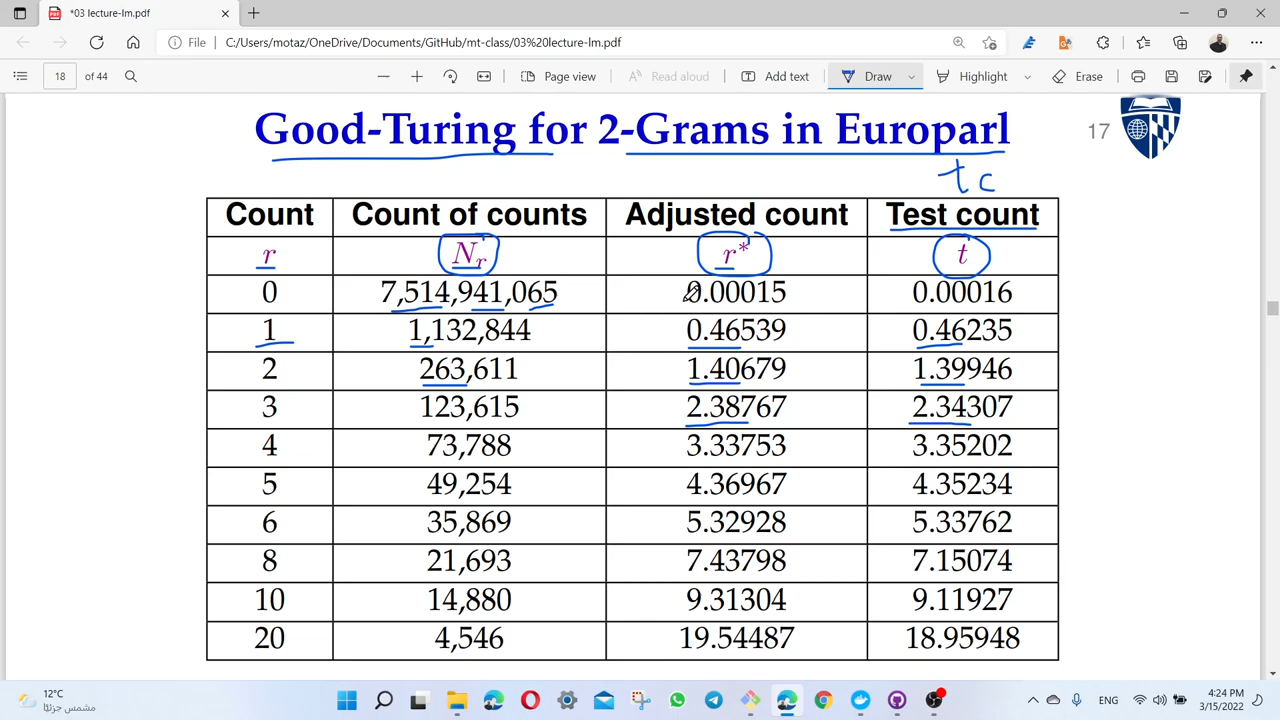 *03 lecture-lm.pdf
File C:/Users/motaz/OneDrive/Documents/GitHub/mt-class/03%20lecture-lm.pdf
18 of 44 Page view Read aloud Add text Draw Highlight Erase
Good-Turing for 2-Grams in Europarl 17
tc
Count Count of counts Adjusted count Test count
r Nr r* t
0 7,514,941,065 0.00015 0.00016
1 1,132,844 0.46539 0.46235
2 263,611 1.40679 1.39946
3 123,615 2.38767 2.34307
4 73,788 3.33753 3.35202
5 49,254 4.36967 4.35234
6 35,869 5.32928 5.33762
8 21,693 7.43798 7.15074
10 14,880 9.31304 9.11927
20 4,546 19.54487 18.95948
12°C ENG 4:24 PM
مشمس جزئيًا 3/15/2022